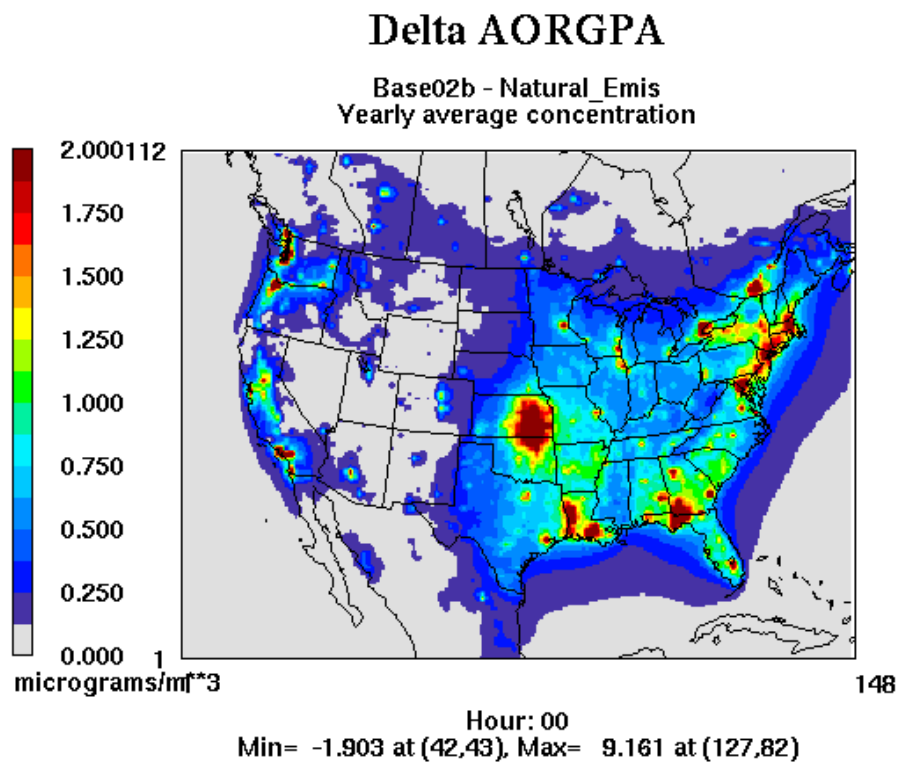 Delta AORGPA
Base02b - Natural_Emis
Yearly average concentration
2.000
112
1.750
1.500
1.250
1.000
0.750
0.500
0.250
0.000
1
micrograms/m**3
148
Hour: 00
Min= -1.903 at (42,43), Max= 9.161 at (127,82)